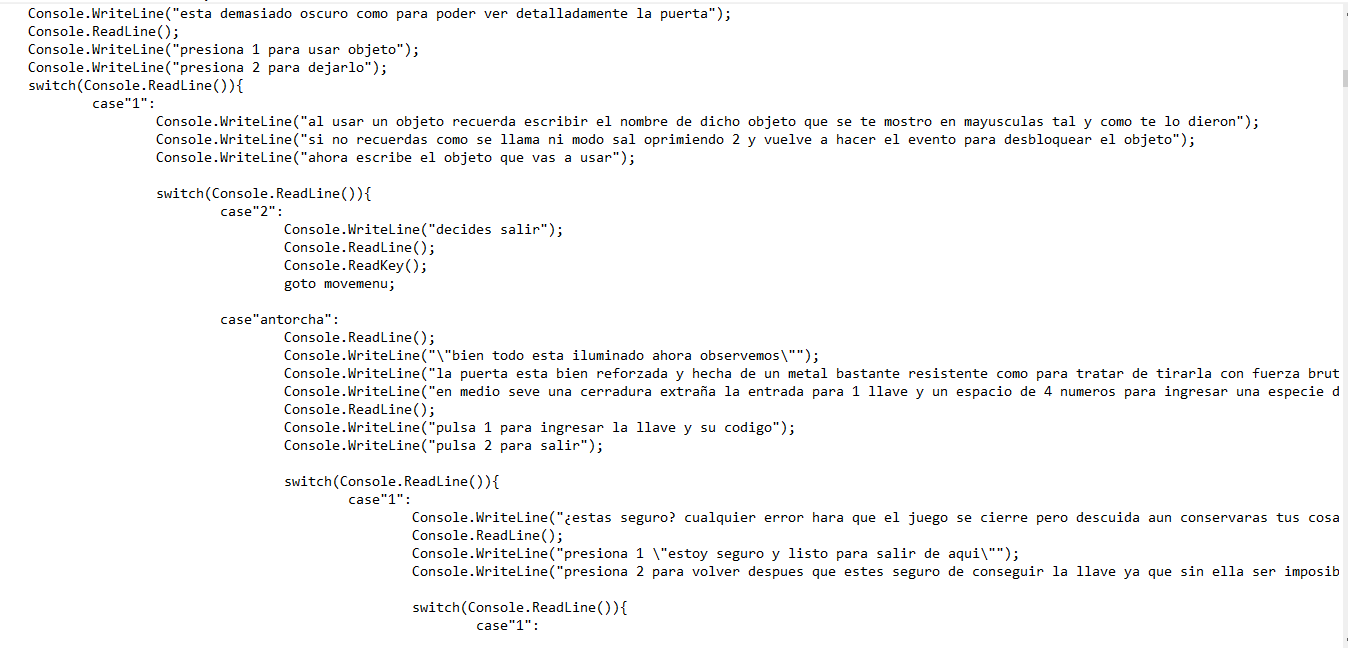 Console.WriteLine("esta demasiado oscuro como para poder ver detalladamente la puerta");
Console.ReadLine();
Console.WriteLine("presiona 1 para usar objeto");
Console.WriteLine("presiona 2 para dejarlo");
switch(Console.ReadLine()){
case"1":
Console.WriteLine("al usar un objeto recuerda escribir el nombre de dicho objeto que se te mostro en mayusculas tal y como te lo dieron");
Console.WriteLine("si no recuerdas como se llama ni modo sal oprimiendo 2 y vuelve a hacer el evento para desbloquear el objeto");
Console.WriteLine("ahora escribe el objeto que vas a usar");
switch(Console.ReadLine()){
case"2":
Console.WriteLine("decides salir");
Console.ReadLine();
Console.ReadKey();
goto movemenu;
case"antorcha":
Console.ReadLine();
Console.WriteLine("\"bien todo esta iluminado ahora observemos\"");
Console.WriteLine("la puerta esta bien reforzada y hecha de un metal bastante resistente como para tratar de tirarla con fuerza brut
Console.WriteLine("en medio seve una cerradura extraña la entrada para 1 llave y un espacio de 4 numeros para ingresar una especie d
Console.ReadLine();
Console.WriteLine("pulsa 1 para ingresar la llave y su codigo");
Console.WriteLine("pulsa 2 para salir");
switch(Console.ReadLine()){
case"1":
Console.WriteLine("¿estas seguro? cualquier error hara que el juego se cierre pero descuida aun conservaras tus cosa
Console.ReadLine();
Console.WriteLine("presiona 1 \"estoy seguro y listo para salir de aqui\"");
Console.WriteLine("presiona 2 para volver despues que estes seguro de conseguir la llave ya que sin ella ser imposib
switch(Console.ReadLine()){
case"1":